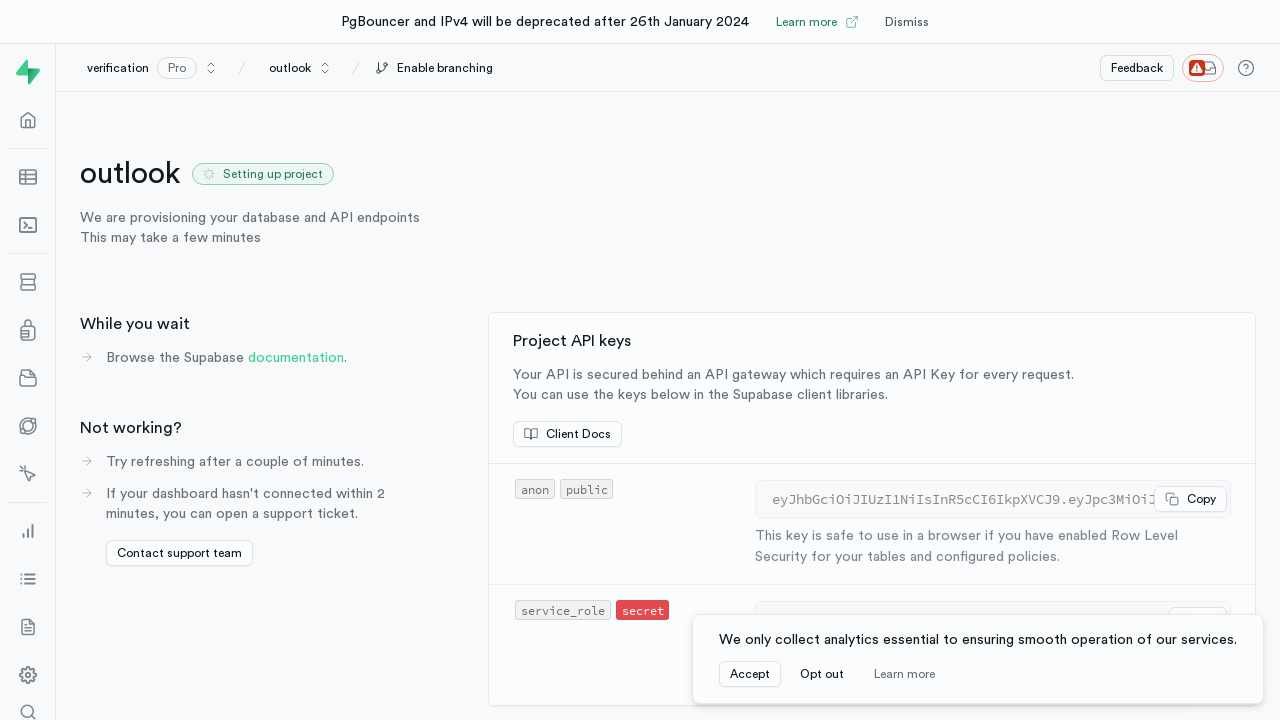 PgBouncer and IPv4 will be deprecated after 26th January 2024
Learn more
Dismiss
verification Pro / outlook / Enable branching
Feedback
outlook
Setting up project
We are provisioning your database and API endpoints
This may take a few minutes
While you wait
Browse the Supabase documentation.
Not working?
Try refreshing after a couple of minutes.
If your dashboard hasn't connected within 2
minutes, you can open a support ticket.
Contact support team
Project API keys
Your API is secured behind an API gateway which requires an API Key for every request.
You can use the keys below in the Supabase client libraries.
Client Docs
anon public
eyJhbGciOiJIUzI1NiIsInR5cCI6IkpXVCJ9.eyJpc3MiOiJ
Copy
This key is safe to use in a browser if you have enabled Row Level
Security for your tables and configured policies.
service_role secret
We only collect analytics essential to ensuring smooth operation of our services.
Accept
Opt out
Learn more